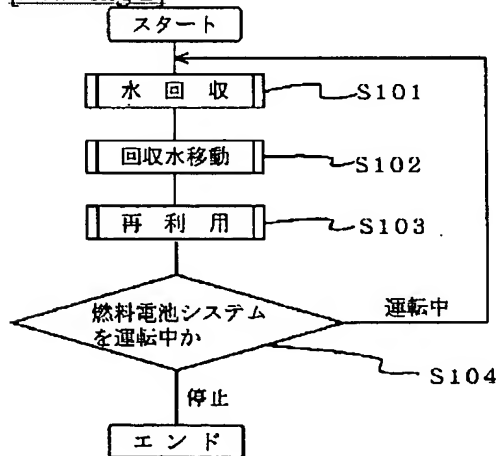 スタート
水回収
S101
回収水移動
S102
再利用
S103
燃料電池システム
を運転中か
運転中
S104
停止
エンド